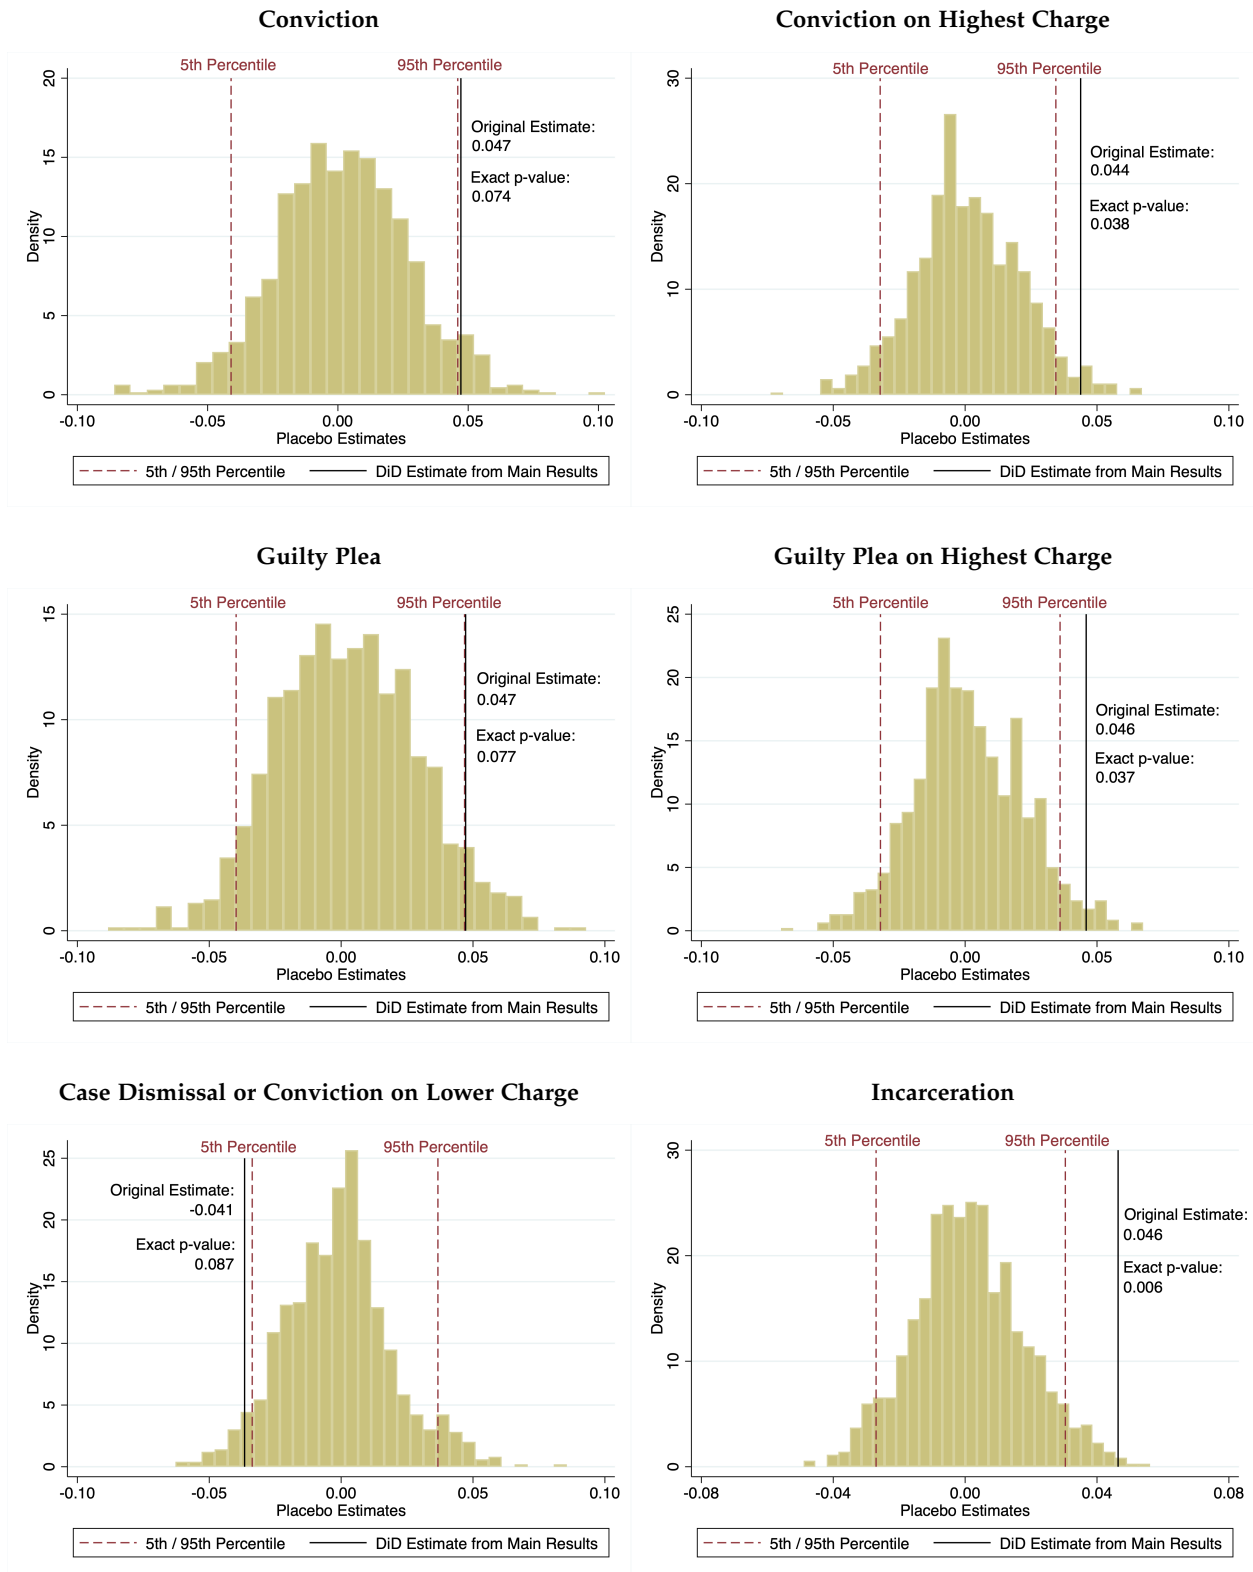 Conviction
5th Percentile
95th Percentile
20
15
10
5
0
Density
Original Estimate:
0.047
Exact p-value:
0.074
-0.10
-0.05
0.00
0.05
0.10
Placebo Estimates
5th / 95th Percentile
DiD Estimate from Main Results
Conviction on Highest Charge
5th Percentile
95th Percentile
30
20
10
0
Density
Original Estimate:
0.044
Exact p-value:
0.038
-0.10
-0.05
0.00
0.05
0.10
Placebo Estimates
5th / 95th Percentile
DiD Estimate from Main Results
Guilty Plea
5th Percentile
95th Percentile
15
10
5
0
Density
Original Estimate:
0.047
Exact p-value:
0.077
-0.10
-0.05
0.00
0.05
0.10
Placebo Estimates
5th / 95th Percentile
DiD Estimate from Main Results
Guilty Plea on Highest Charge
5th Percentile
95th Percentile
25
20
15
10
5
0
Density
Original Estimate:
0.046
Exact p-value:
0.037
-0.10
-0.05
0.00
0.05
0.10
Placebo Estimates
5th / 95th Percentile
DiD Estimate from Main Results
Case Dismissal or Conviction on Lower Charge
5th Percentile
95th Percentile
25
20
15
10
5
0
Density
Original Estimate:
-0.041
Exact p-value:
0.087
-0.10
-0.05
0.00
0.05
0.10
Placebo Estimates
5th / 95th Percentile
DiD Estimate from Main Results
Incarceration
5th Percentile
95th Percentile
30
20
10
0
Density
Original Estimate:
0.046
Exact p-value:
0.006
-0.08
-0.04
0.00
0.04
0.08
Placebo Estimates
5th / 95th Percentile
DiD Estimate from Main Results